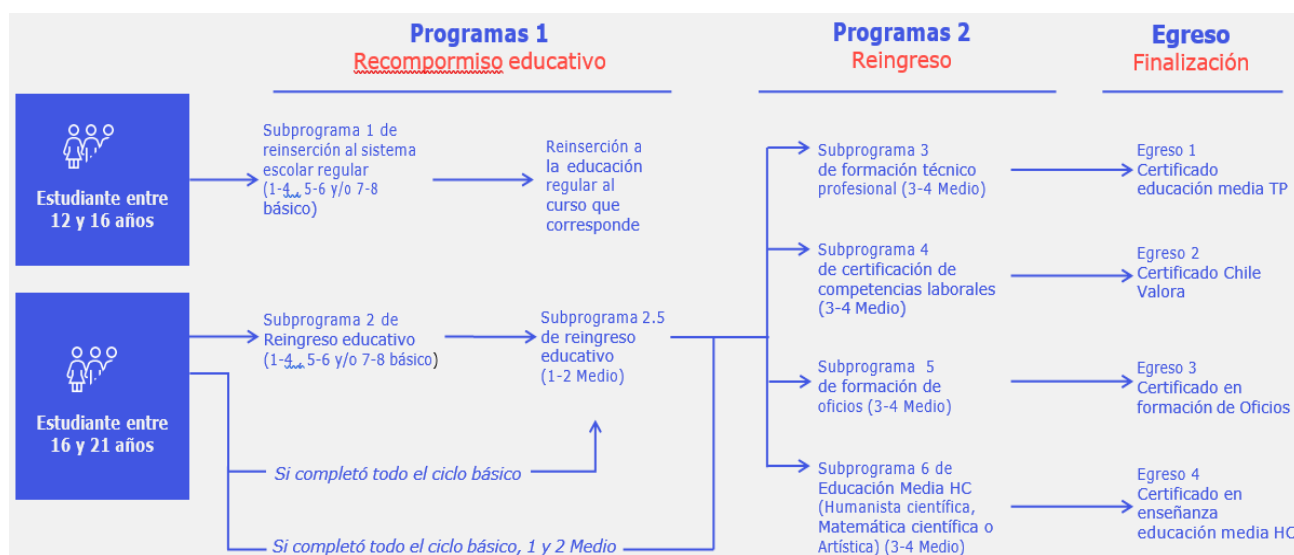 Programas 1
Recompormiso educativo
Programas 2
Reingreso
Egreso
Finalización
Estudiante entre
12 y 16 años
Subprograma 1 de
reinserción al sistema
escolar regular
(1-4, 5-6 y/o 7-8
básico)
Reinserción a
la educación
regular al
curso que
corresponde
Estudiante entre
16 y 21 años
Subprograma 2 de
Reingreso educativo
(1-4, 5-6 y/o 7-8 básico)
Subprograma 2.5
de reingreso
educativo
(1-2 Medio)
Si completó todo el ciclo básico
Si completó todo el ciclo básico, 1 y 2 Medio
Subprograma 3
de formación técnico
profesional (3-4 Medio)
Egreso 1
Certificado
educación media TP
Subprograma 4
de certificación de
competencias laborales
(3-4 Medio)
Egreso 2
Certificado Chile
Valora
Subprograma 5
de formación de
oficios (3-4 Medio)
Egreso 3
Certificado en
formación de Oficios
Subprograma 6 de
Educación Media HC
(Humanista científica,
Matemática científica o
Artística) (3-4 Medio)
Egreso 4
Certificado en
enseñanza
educación media HC